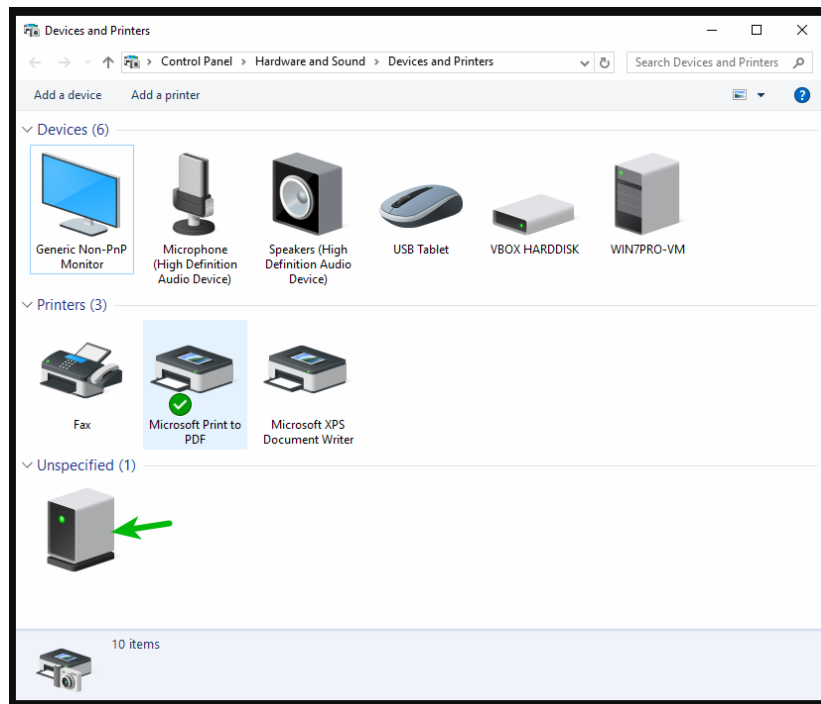 Devices and Printers
Control Panel > Hardware and Sound > Devices and Printers
Search Devices and Printers
Add a device Add a printer
?
Devices (6)
Generic Non-PnP
Monitor
Microphone
(High Definition
Audio Device)
Speakers (High
Definition Audio
Device)
USB Tablet
VBOX HARDDISK
WIN7PRO-VM
Printers (3)
Fax
Microsoft Print to
PDF
Microsoft XPS
Document Writer
Unspecified (1)
10 items